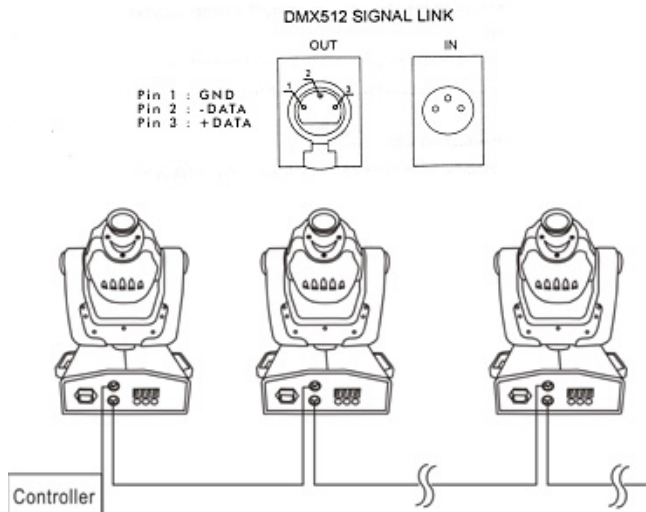 DMX512 SIGNAL LINK
OUT IN
Pin 1 : GND
Pin 2 : -DATA
Pin 3 : +DATA
1 2 3
Controller